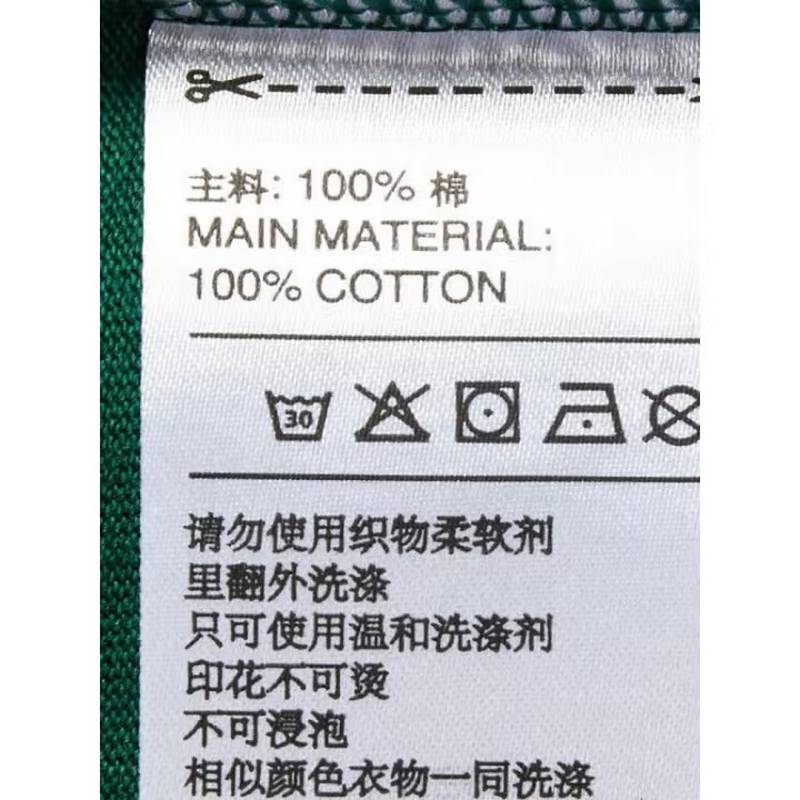 主料: 100% 棉
MAIN MATERIAL:
100% COTTON
30
请勿使用织物柔软剂
里翻外洗涤
只可使用温和洗涤剂
印花不可烫
不可浸泡
相似颜色衣物一同洗涤